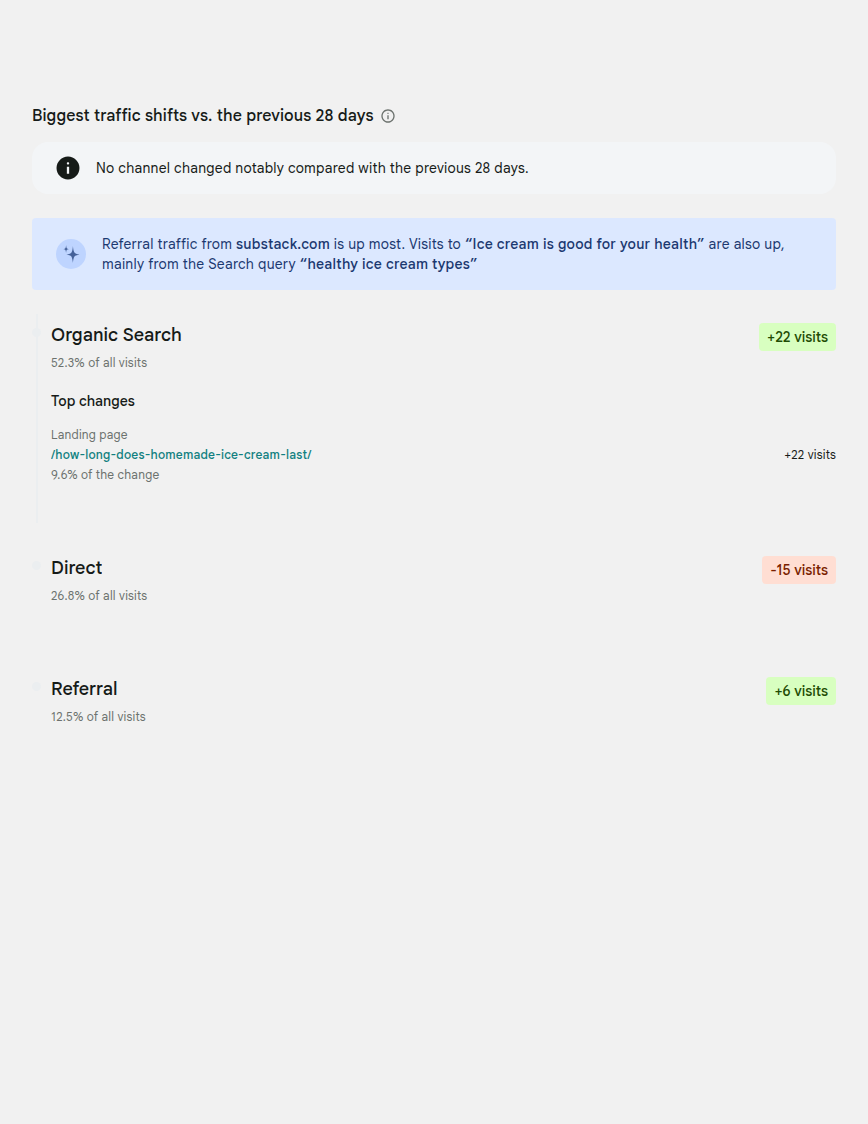 Biggest traffic shifts vs. the previous 28 days
No channel changed notably compared with the previous 28 days.
Referral traffic from substack.com is up most. Visits to “Ice cream is good for your health” are also up,
mainly from the Search query “healthy ice cream types”
Organic Search
+22 visits
52.3% of all visits
Top changes
Landing page
/how-long-does-homemade-ice-cream-last/
+22 visits
9.6% of the change
Direct
-15 visits
26.8% of all visits
Referral
+6 visits
12.5% of all visits